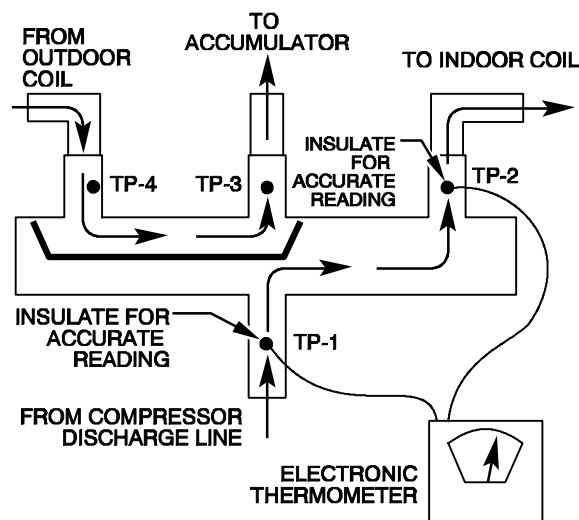 FROM
OUTDOOR
COIL
TO
ACCUMULATOR
TO INDOOR COIL
INSULATE
FOR
ACCURATE
READING
TP-4
TP-3
TP-2
INSULATE FOR
ACCURATE
READING
TP-1
FROM COMPRESSOR
DISCHARGE LINE
ELECTRONIC
THERMOMETER